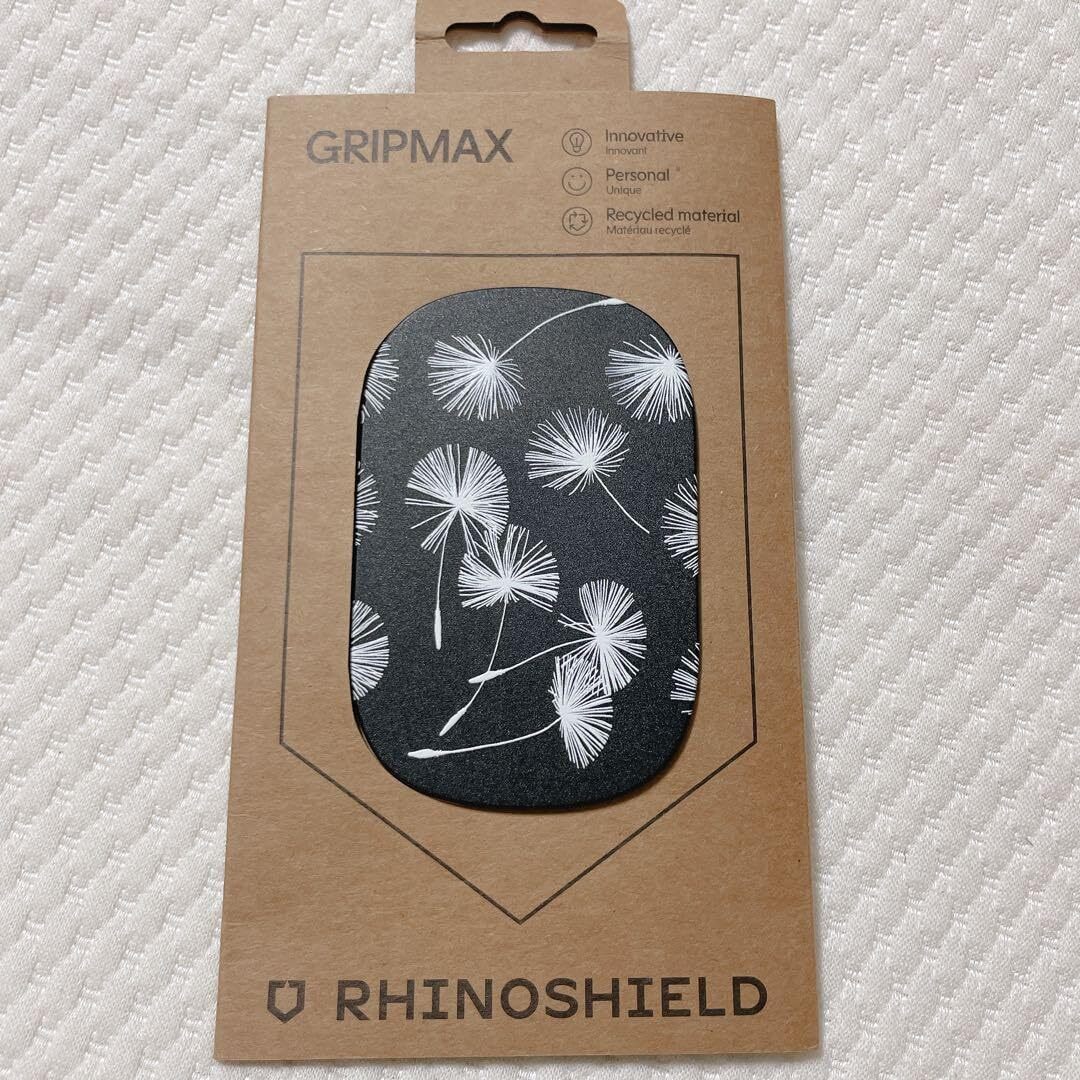 GRIPMAX
Innovative
Innovant
Personal
Unique
Recycled material
Matériau recyclé
RHINOSHIELD